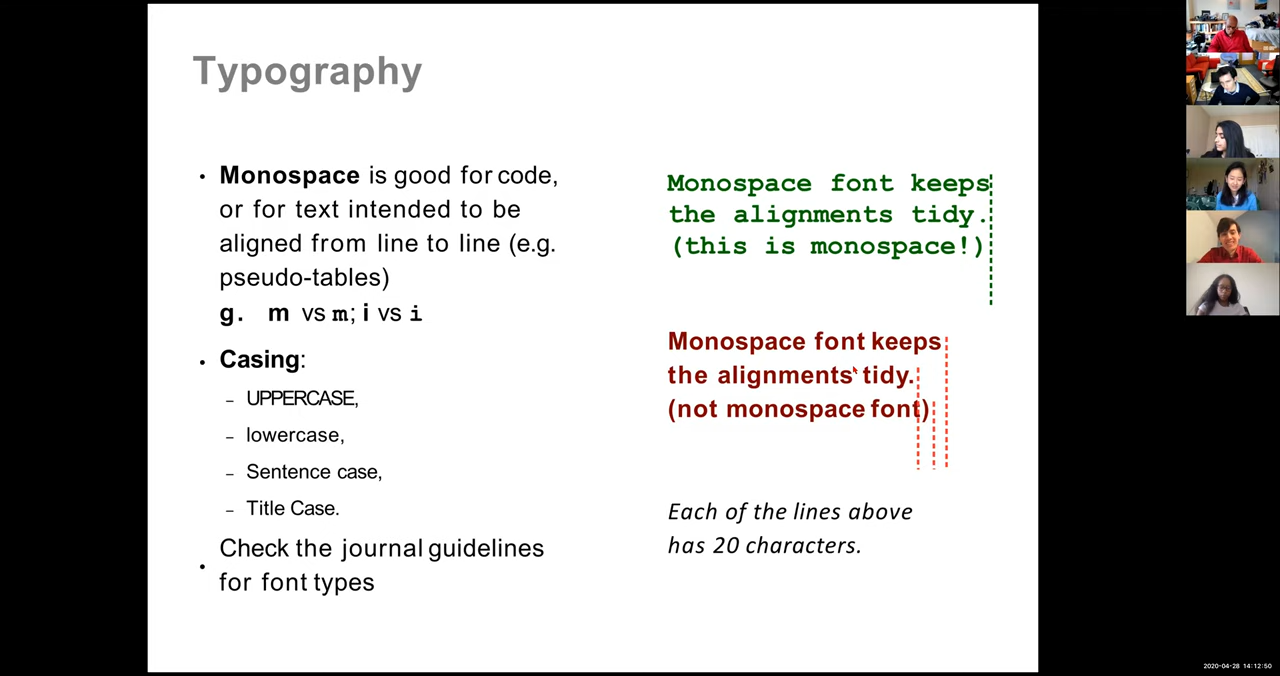 Typography
• Monospace is good for code,
or for text intended to be
aligned from line to line (e.g.
pseudo-tables)
g. m vs m; i vs i
• Casing:
– UPPERCASE,
– lowercase,
– Sentence case,
– Title Case.
• Check the journal guidelines
for font types
Monospace font keeps
the alignments tidy.
(this is monospace!)
Monospace font keeps
the alignments tidy.
(not monospace font)
Each of the lines above
has 20 characters.
2020-04-28 14:12:50